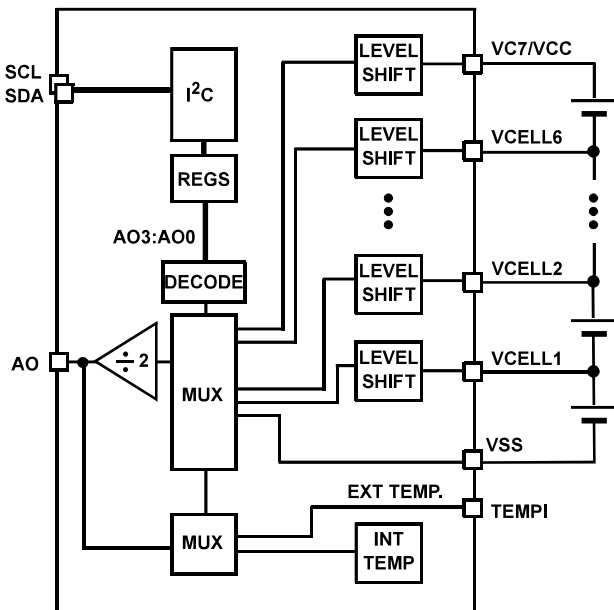 SCL
SDA
I2C
REGS
AO3:AO0
DECODE
AO
÷ 2
MUX
MUX
LEVEL
SHIFT
VC7/VCC
LEVEL
SHIFT
VCELL6
LEVEL
SHIFT
VCELL2
LEVEL
SHIFT
VCELL1
VSS
EXT TEMP.
TEMPI
INT
TEMP